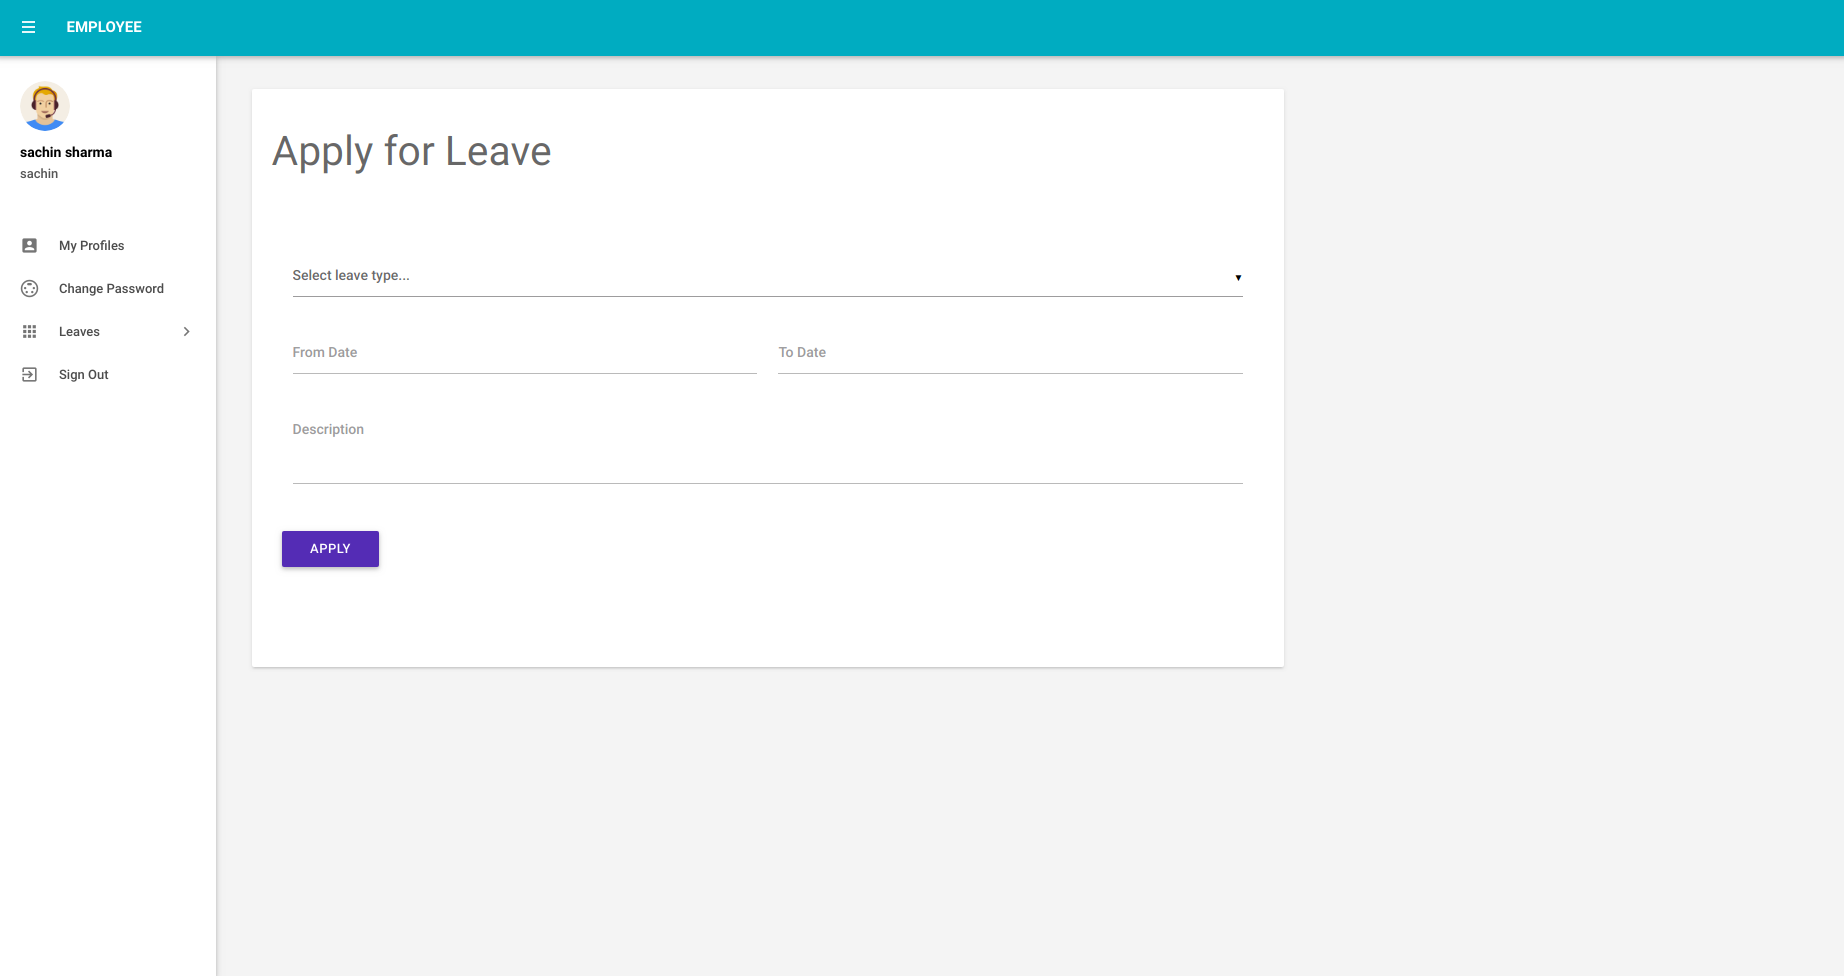 EMPLOYEE
sachin sharma
sachin
My Profiles
Change Password
Leaves
Sign Out
Apply for Leave
Select leave type...
From Date
To Date
Description
APPLY